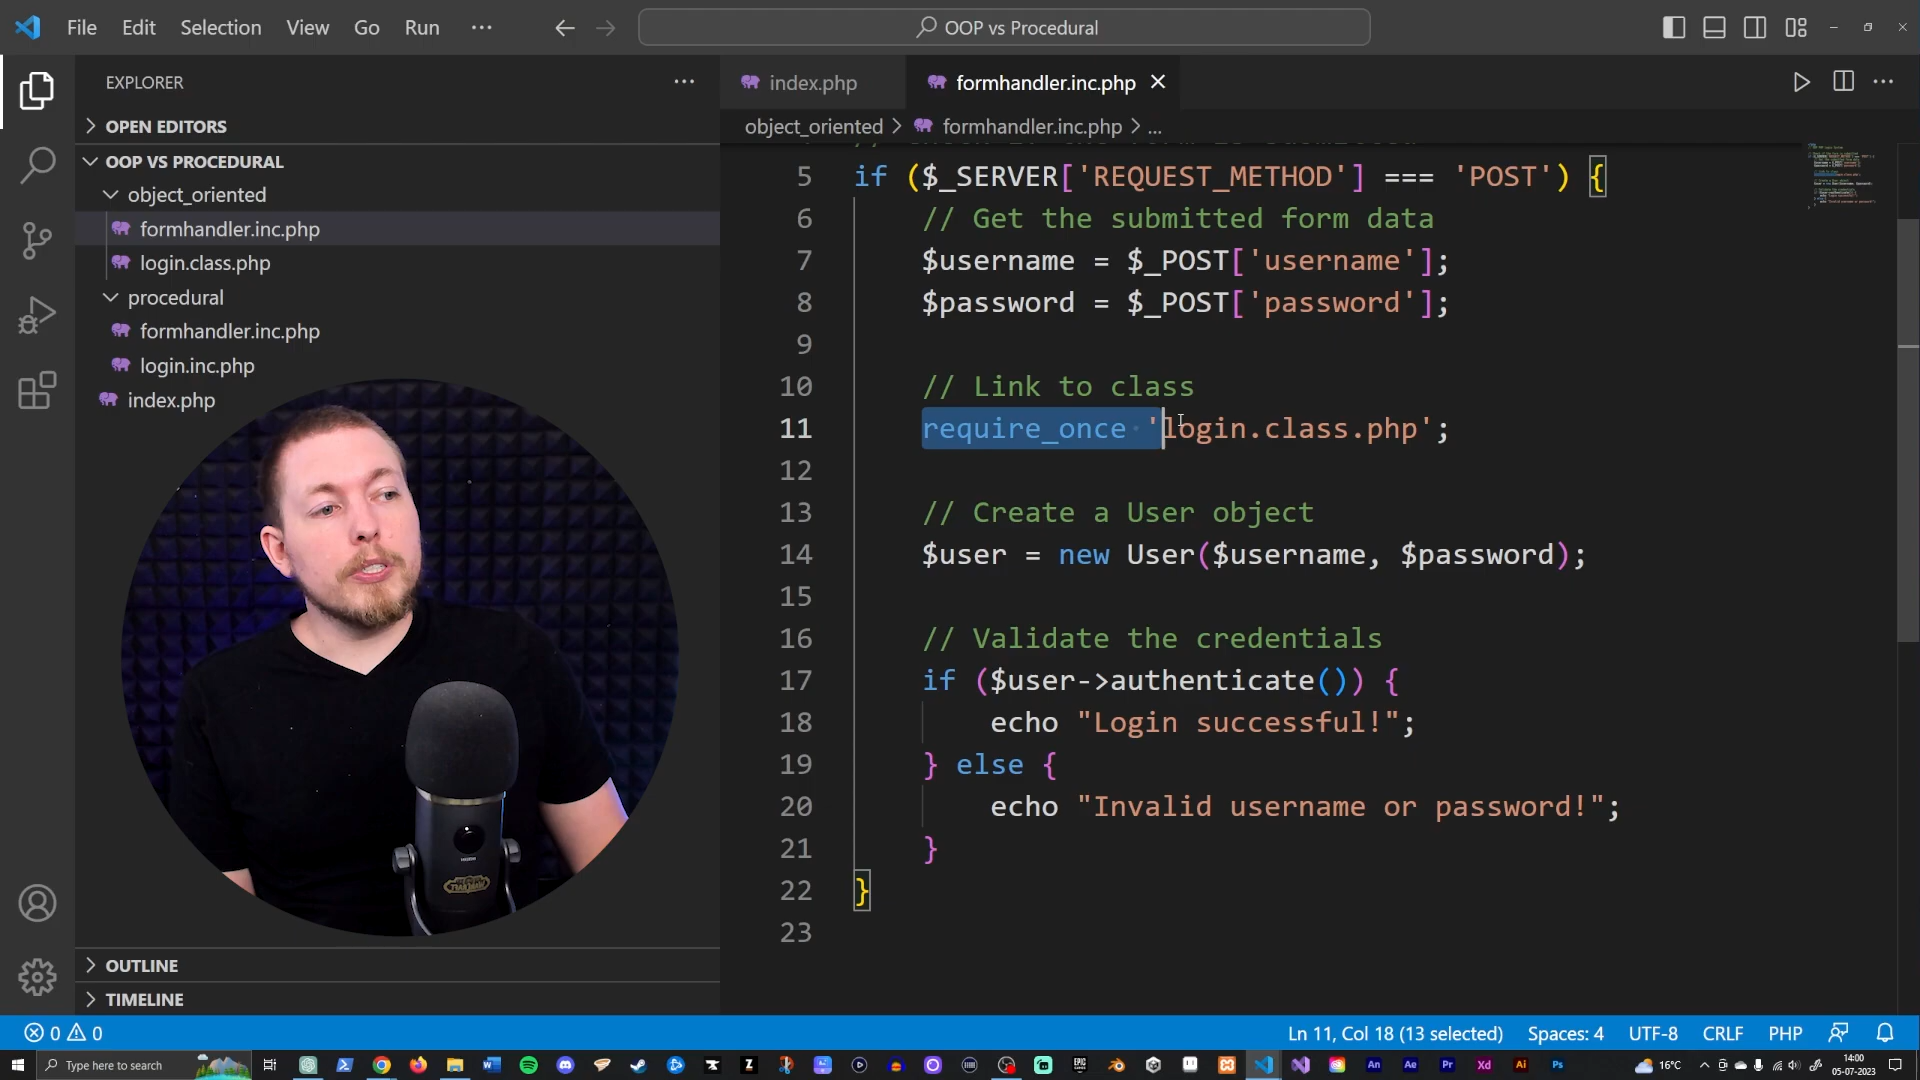 File Edit Selection View Go Run ··· OOP vs Procedural
EXPLORER
OPEN EDITORS
OOP VS PROCEDURAL
object_oriented
formhandler.inc.php
login.class.php
procedural
formhandler.inc.php
login.inc.php
index.php
OUTLINE
TIMELINE
index.php formhandler.inc.php
object_oriented > formhandler.inc.php > ...
5 if ($_SERVER['REQUEST_METHOD'] === 'POST') {
6 // Get the submitted form data
7 $username = $_POST['username'];
8 $password = $_POST['password'];
9
10 // Link to class
11 require_once 'login.class.php';
12
13 // Create a User object
14 $user = new User($username, $password);
15
16 // Validate the credentials
17 if ($user->authenticate()) {
18 echo "Login successful!";
19 } else {
20 echo "Invalid username or password!";
21 }
22 }
23
0 0 Ln 11, Col 18 (13 selected) Spaces: 4 UTF-8 CRLF PHP
Type here to search 16°C 14:00
05-07-2023